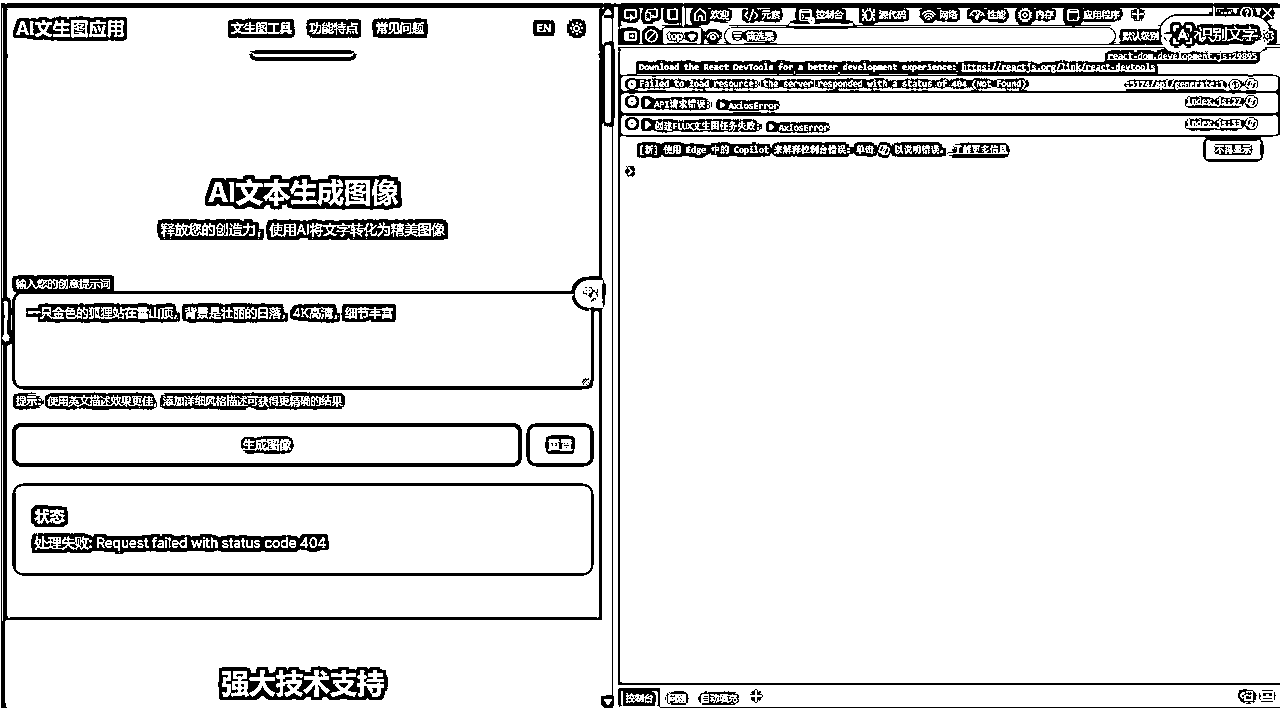 AI文生图应用
文生图工具 功能特点 常见问题
EN
AI文本生成图像
释放您的创造力，使用AI将文字转化为精美图像
输入您的创意提示词
一只金色的狐狸站在雪山顶，背景是壮丽的日落，4K高清，细节丰富
提示：使用英文描述效果更佳，添加详细风格描述可获得更精确的结果
生成图像 重置
状态
处理失败: Request failed with status code 404
强大技术支持
欢迎 元素 控制台 源代码 网络 性能 内存 应用程序
top 筛选器 默认级别
识别文字
react-dom.development.js:29895
Download the React DevTools for a better development experience: https://reactjs.org/link/react-devtools
Failed to load resource: the server responded with a status of 404 (Not Found) :5174/api/generate:1
API请求错误: AxiosError index.js:27
创建FLUX文生图任务失败: AxiosError index.js:53
[新] 使用 Edge 中的 Copilot 来解释控制台错误: 单击 以说明错误。 了解更多信息 不再显示
控制台 问题 自动填充